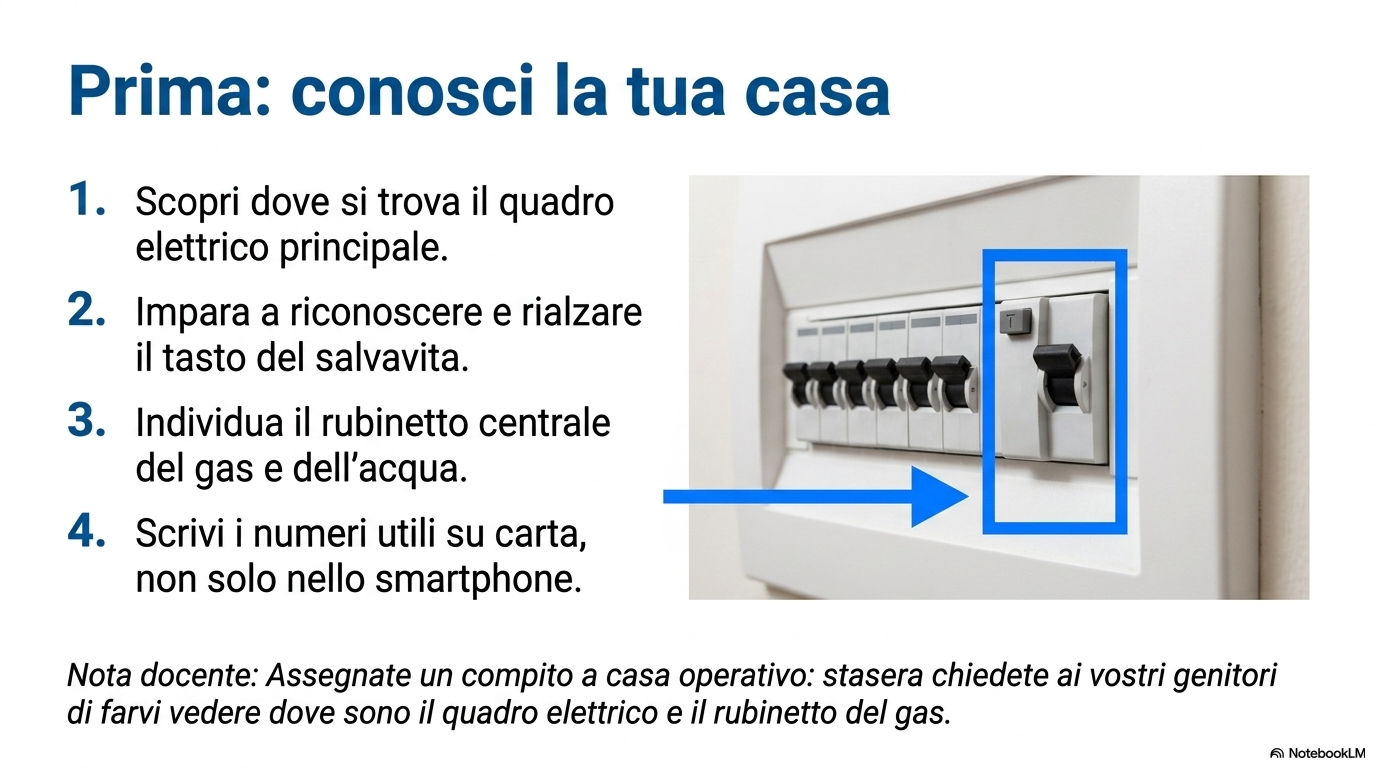 Prima: conosci la tua casa
1. Scopri dove si trova il quadro
elettrico principale.
2. Impara a riconoscere e rialzare
il tasto del salvavita.
3. Individua il rubinetto centrale
del gas e dell’acqua.
4. Scrivi i numeri utili su carta,
non solo nello smartphone.
T
Nota docente: Assegnate un compito a casa operativo: stasera chiedete ai vostri genitori
di farvi vedere dove sono il quadro elettrico e il rubinetto del gas.
NotebookLM